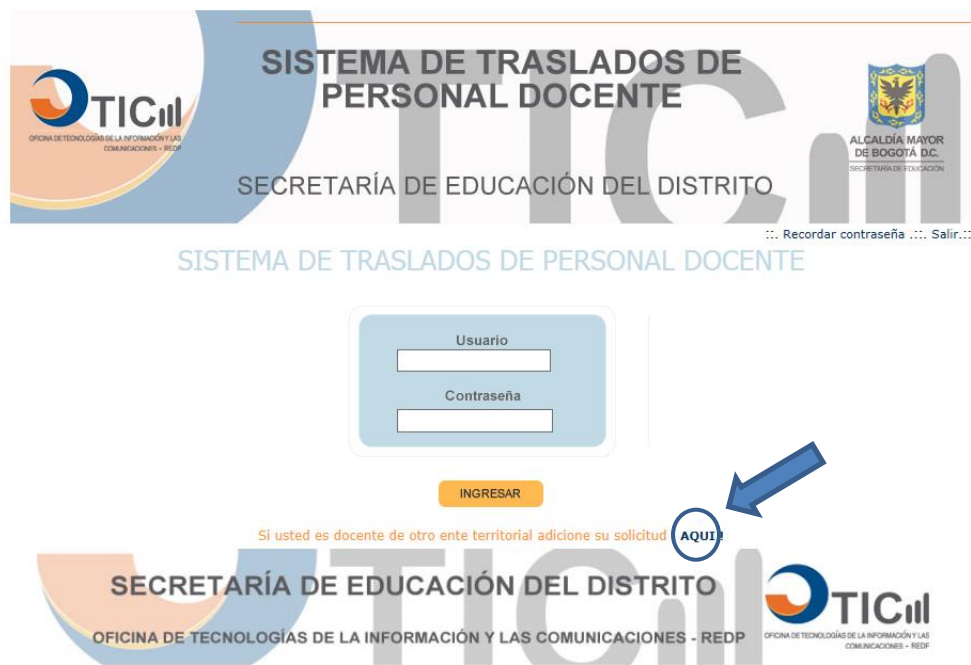 SISTEMA DE TRASLADOS DE
PERSONAL DOCENTE
TIC
OFICINA DE TECNOLOGÍAS DE LA INFORMACIÓN Y LAS
COMUNICACIONES - REDP
ALCALDÍA MAYOR
DE BOGOTÁ D.C.
SECRETARÍA DE EDUCACIÓN
SECRETARÍA DE EDUCACIÓN DEL DISTRITO
TIC
::. Recordar contraseña .::. Salir.::
SISTEMA DE TRASLADOS DE PERSONAL DOCENTE
Usuario
Contraseña
INGRESAR
Si usted es docente de otro ente territorial adicione su solicitud AQUI!
SECRETARÍA DE EDUCACIÓN DEL DISTRITO
OFICINA DE TECNOLOGÍAS DE LA INFORMACIÓN Y LAS COMUNICACIONES - REDP
TIC
OFICINA DE TECNOLOGÍAS DE LA INFORMACIÓN Y LAS
COMUNICACIONES - REDP